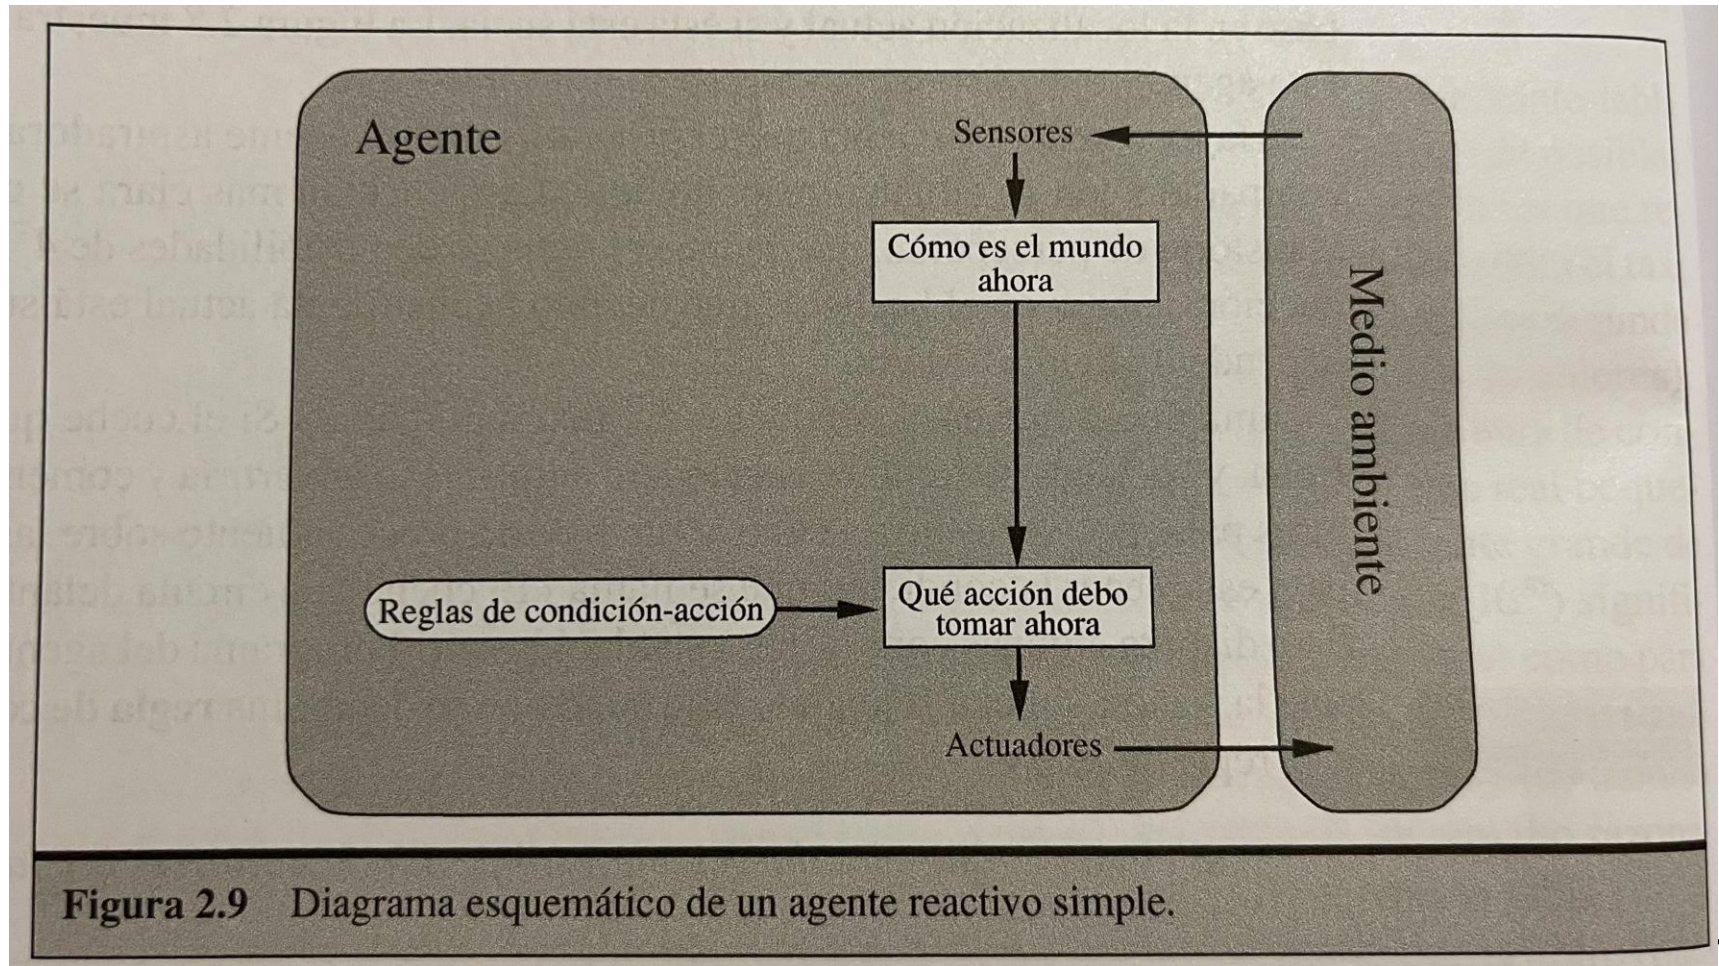 Agente
Sensores
Cómo es el mundo
ahora
Medio ambiente
Reglas de condición-acción
Qué acción debo
tomar ahora
Actuadores
Figura 2.9 Diagrama esquemático de un agente reactivo simple.